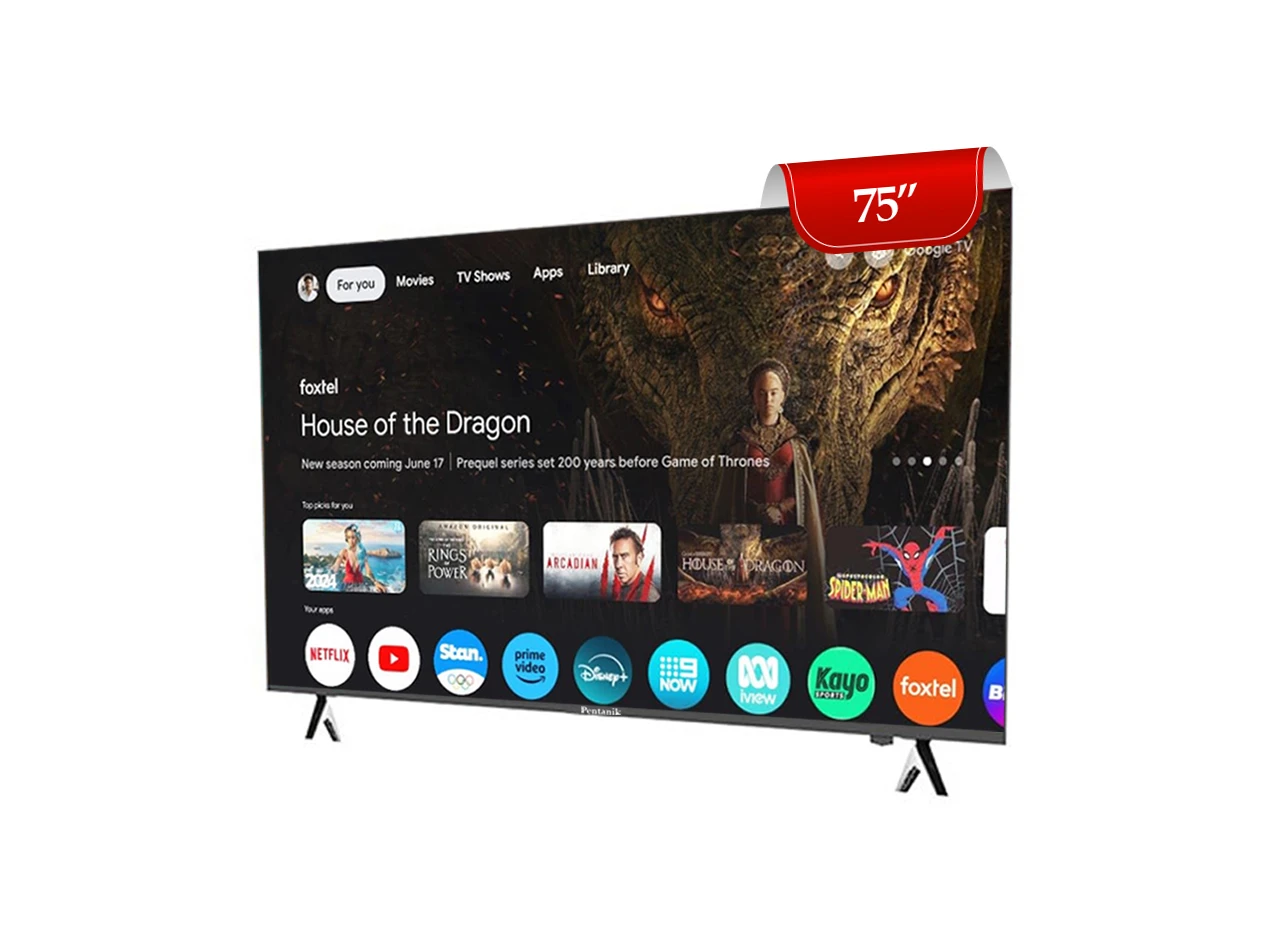 75”
Google TV
For you
Movies
TV Shows
Apps
Library
foxtel
House of the Dragon
New season coming June 17 | Prequel series set 200 years before Game of Thrones
Top picks for you
2024
AMAZON ORIGINAL
THE RINGS
OF POWER
ARCADIAN
HOUSE OF THE DRAGON
SPECTACULAR
SPIDER-MAN
Your apps
NETFLIX
Stan.
prime
video
Disney+
9
NOW
iview
Kayo
SPORTS
foxtel
Pentanik